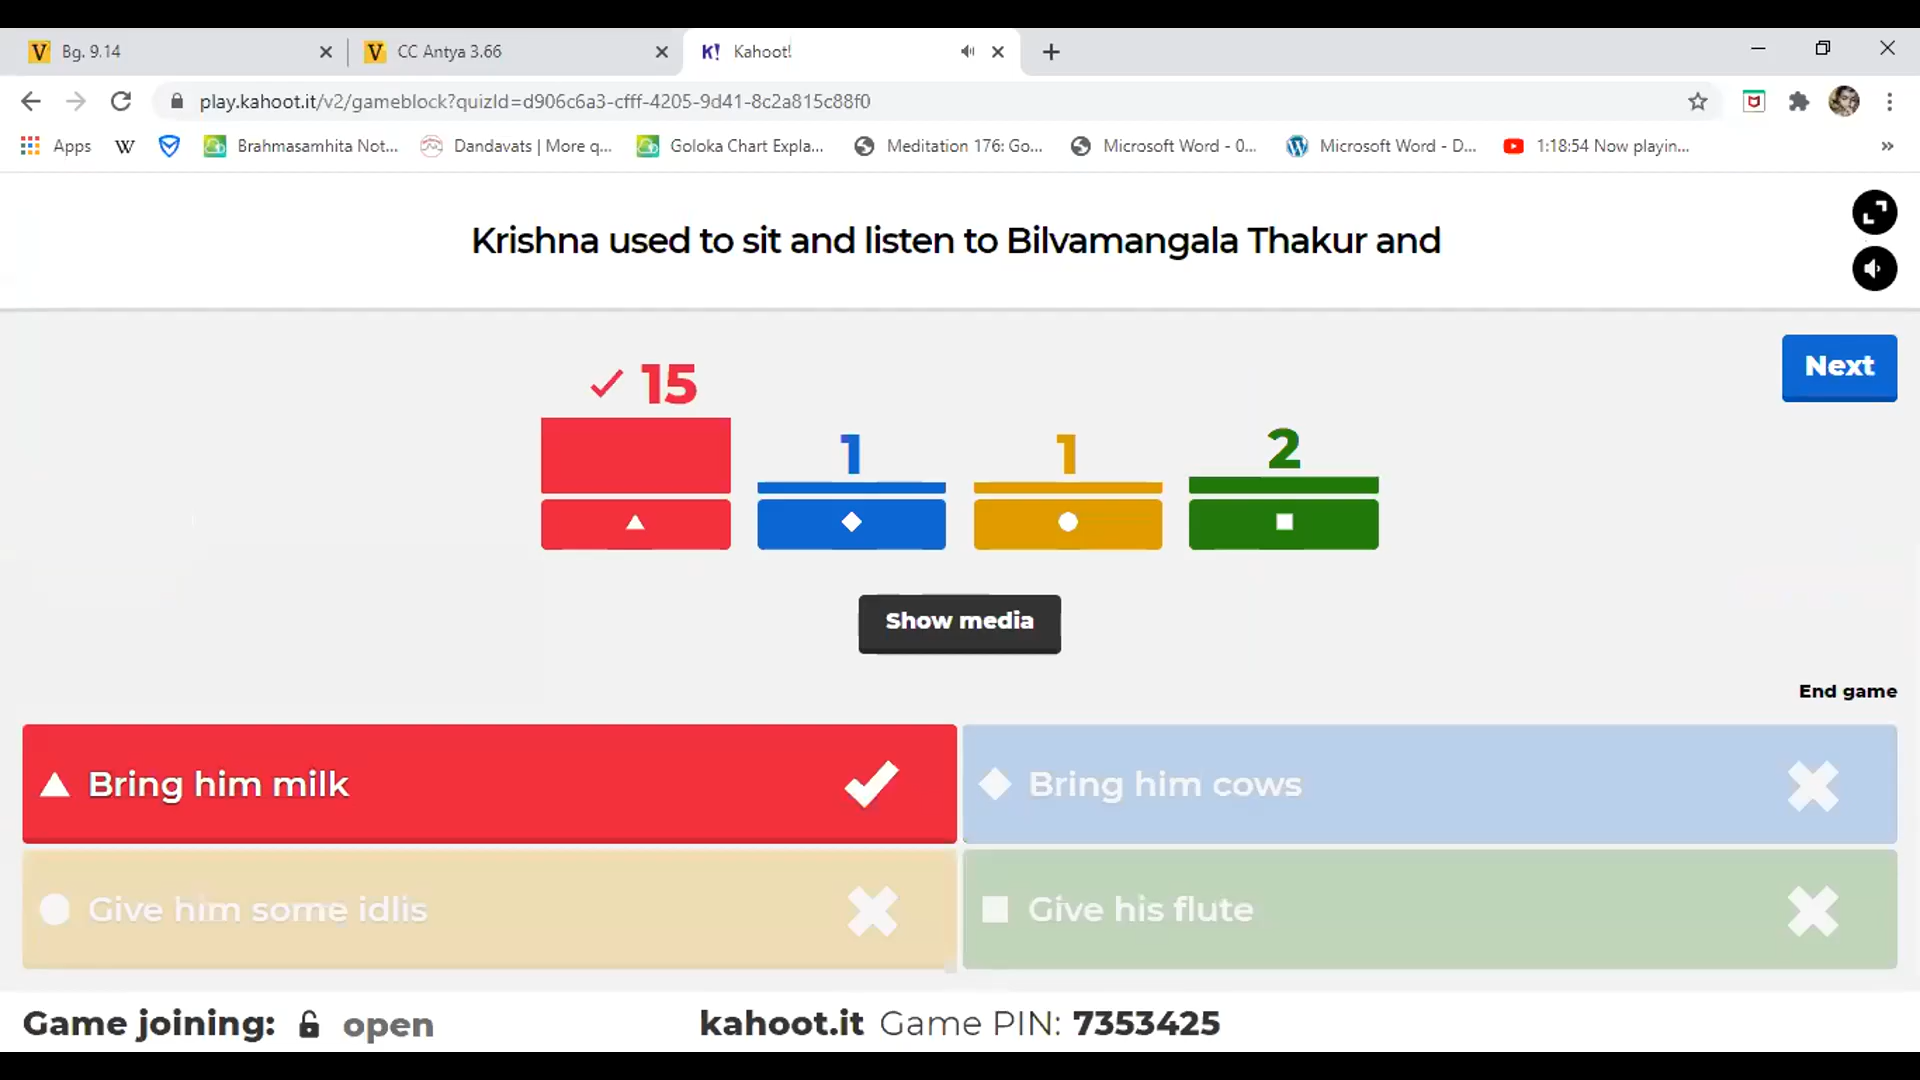 Bg. 9.14
CC Antya 3.66
K! Kahoot!
play.kahoot.it/v2/gameblock?quizId=d906c6a3-cfff-4205-9d41-8c2a815c88f0
Apps W Brahmasamhita Not... Dandavats | More q... Goloka Chart Expla... Meditation 176: Go... Microsoft Word - 0... Microsoft Word - D... 1:18:54 Now playin... »
Krishna used to sit and listen to Bilvamangala Thakur and
Next
15
1
1
2
Show media
End game
Bring him milk
Bring him cows
Give him some idlis
Give his flute
Game joining: open
kahoot.it Game PIN: 7353425